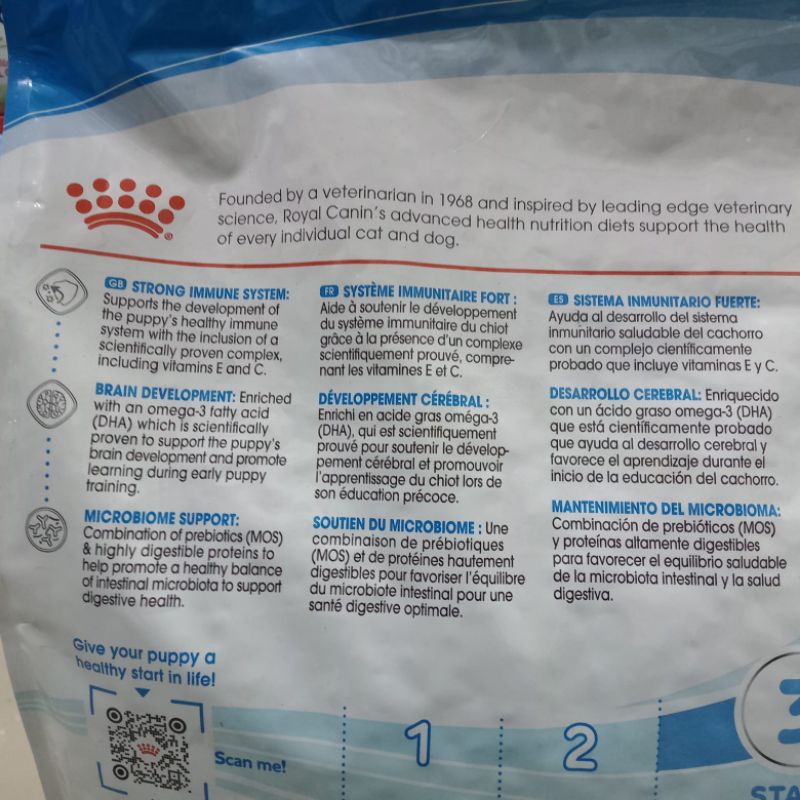 Founded by a veterinarian in 1968 and inspired by leading edge veterinary
science, Royal Canin's advanced health nutrition diets support the health
of every individual cat and dog.
GB STRONG IMMUNE SYSTEM:
Supports the development of
the puppy's healthy immune
system with the inclusion of a
scientifically proven complex,
including vitamins E and C.
BRAIN DEVELOPMENT: Enriched
with an omega-3 fatty acid
(DHA) which is scientifically
proven to support the puppy's
brain development and promote
learning during early puppy
training.
MICROBIOME SUPPORT:
Combination of prebiotics (MOS)
& highly digestible proteins to
help promote a healthy balance
of intestinal microbiota to support
digestive health.
FR SYSTÈME IMMUNITAIRE FORT :
Aide à soutenir le développement
du système immunitaire du chiot
grâce à la présence d'un complexe
scientifiquement prouvé, compre-
nant les vitamines E et C.
DÉVELOPPEMENT CÉRÉBRAL :
Enrichi en acide gras oméga-3
(DHA), qui est scientifiquement
prouvé pour soutenir le dévelop-
pement cérébral et promouvoir
l'apprentissage du chiot lors de
son éducation précoce.
SOUTIEN DU MICROBIOME : Une
combinaison de prébiotiques
(MOS) et de protéines hautement
digestibles pour favoriser l'équilibre
du microbiote intestinal pour une
santé digestive optimale.
ES SISTEMA INMUNITARIO FUERTE:
Ayuda al desarrollo del sistema
inmunitario saludable del cachorro
con un complejo científicamente
probado que incluye vitaminas E y C.
DESARROLLO CEREBRAL: Enriquecido
con un ácido graso omega-3 (DHA)
que está científicamente probado
que ayuda al desarrollo cerebral y
favorece el aprendizaje durante el
inicio de la educación del cachorro.
MANTENIMIENTO DEL MICROBIOMA:
Combinación de prebióticos (MOS)
y proteínas altamente digestibles
para favorecer el equilibrio saludable
de la microbiota intestinal y la salud
digestiva.
Give your puppy a
healthy start in life!
Scan me!
1
2
3
STA